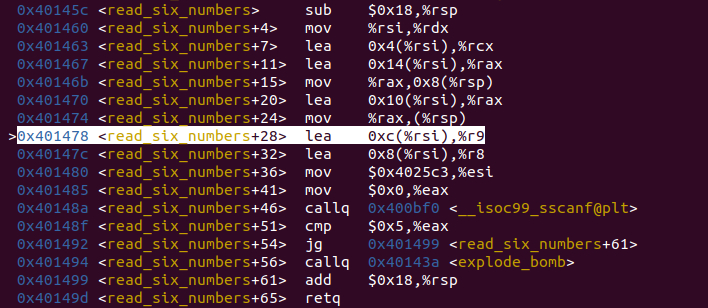 0x40145c <read_six_numbers> sub $0x18,%rsp
0x401460 <read_six_numbers+4> mov %rsi,%rdx
0x401463 <read_six_numbers+7> lea 0x4(%rsi),%rcx
0x401467 <read_six_numbers+11> lea 0x14(%rsi),%rax
0x40146b <read_six_numbers+15> mov %rax,0x8(%rsp)
0x401470 <read_six_numbers+20> lea 0x10(%rsi),%rax
0x401474 <read_six_numbers+24> mov %rax,(%rsp)
>0x401478 <read_six_numbers+28> lea 0xc(%rsi),%r9
0x40147c <read_six_numbers+32> lea 0x8(%rsi),%r8
0x401480 <read_six_numbers+36> mov $0x4025c3,%esi
0x401485 <read_six_numbers+41> mov $0x0,%eax
0x40148a <read_six_numbers+46> callq 0x400bf0 <__isoc99_sscanf@plt>
0x40148f <read_six_numbers+51> cmp $0x5,%eax
0x401492 <read_six_numbers+54> jg 0x401499 <read_six_numbers+61>
0x401494 <read_six_numbers+56> callq 0x40143a <explode_bomb>
0x401499 <read_six_numbers+61> add $0x18,%rsp
0x40149d <read_six_numbers+65> retq